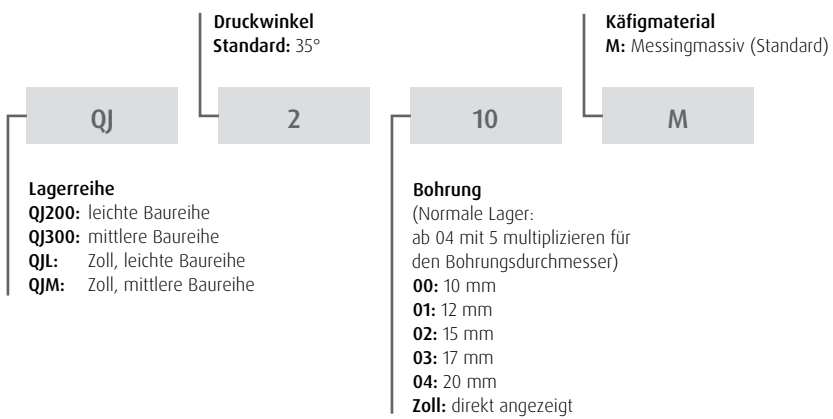 Druckwinkel
Standard: 35°
Käfigmaterial
M: Messingmassiv (Standard)
QJ
2
10
M
Lagerreihe
QJ200: leichte Baureihe
QJ300: mittlere Baureihe
QJL: Zoll, leichte Baureihe
QJM: Zoll, mittlere Baureihe
Bohrung
(Normale Lager:
ab 04 mit 5 multiplizieren für
den Bohrungsdurchmesser)
00: 10 mm
01: 12 mm
02: 15 mm
03: 17 mm
04: 20 mm
Zoll: direkt angezeigt